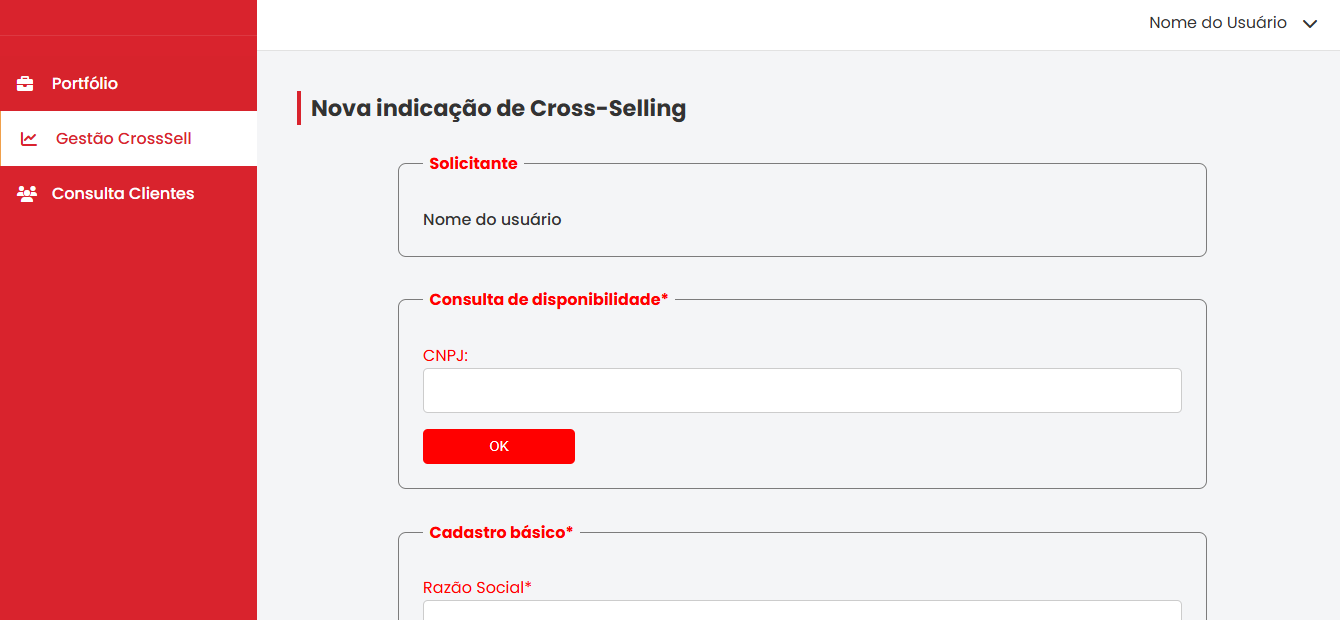 Nome do Usuário
Portfólio
Gestão CrossSell
Consulta Clientes
Nova indicação de Cross-Selling
Solicitante
Nome do usuário
Consulta de disponibilidade*
CNPJ:
OK
Cadastro básico*
Razão Social*